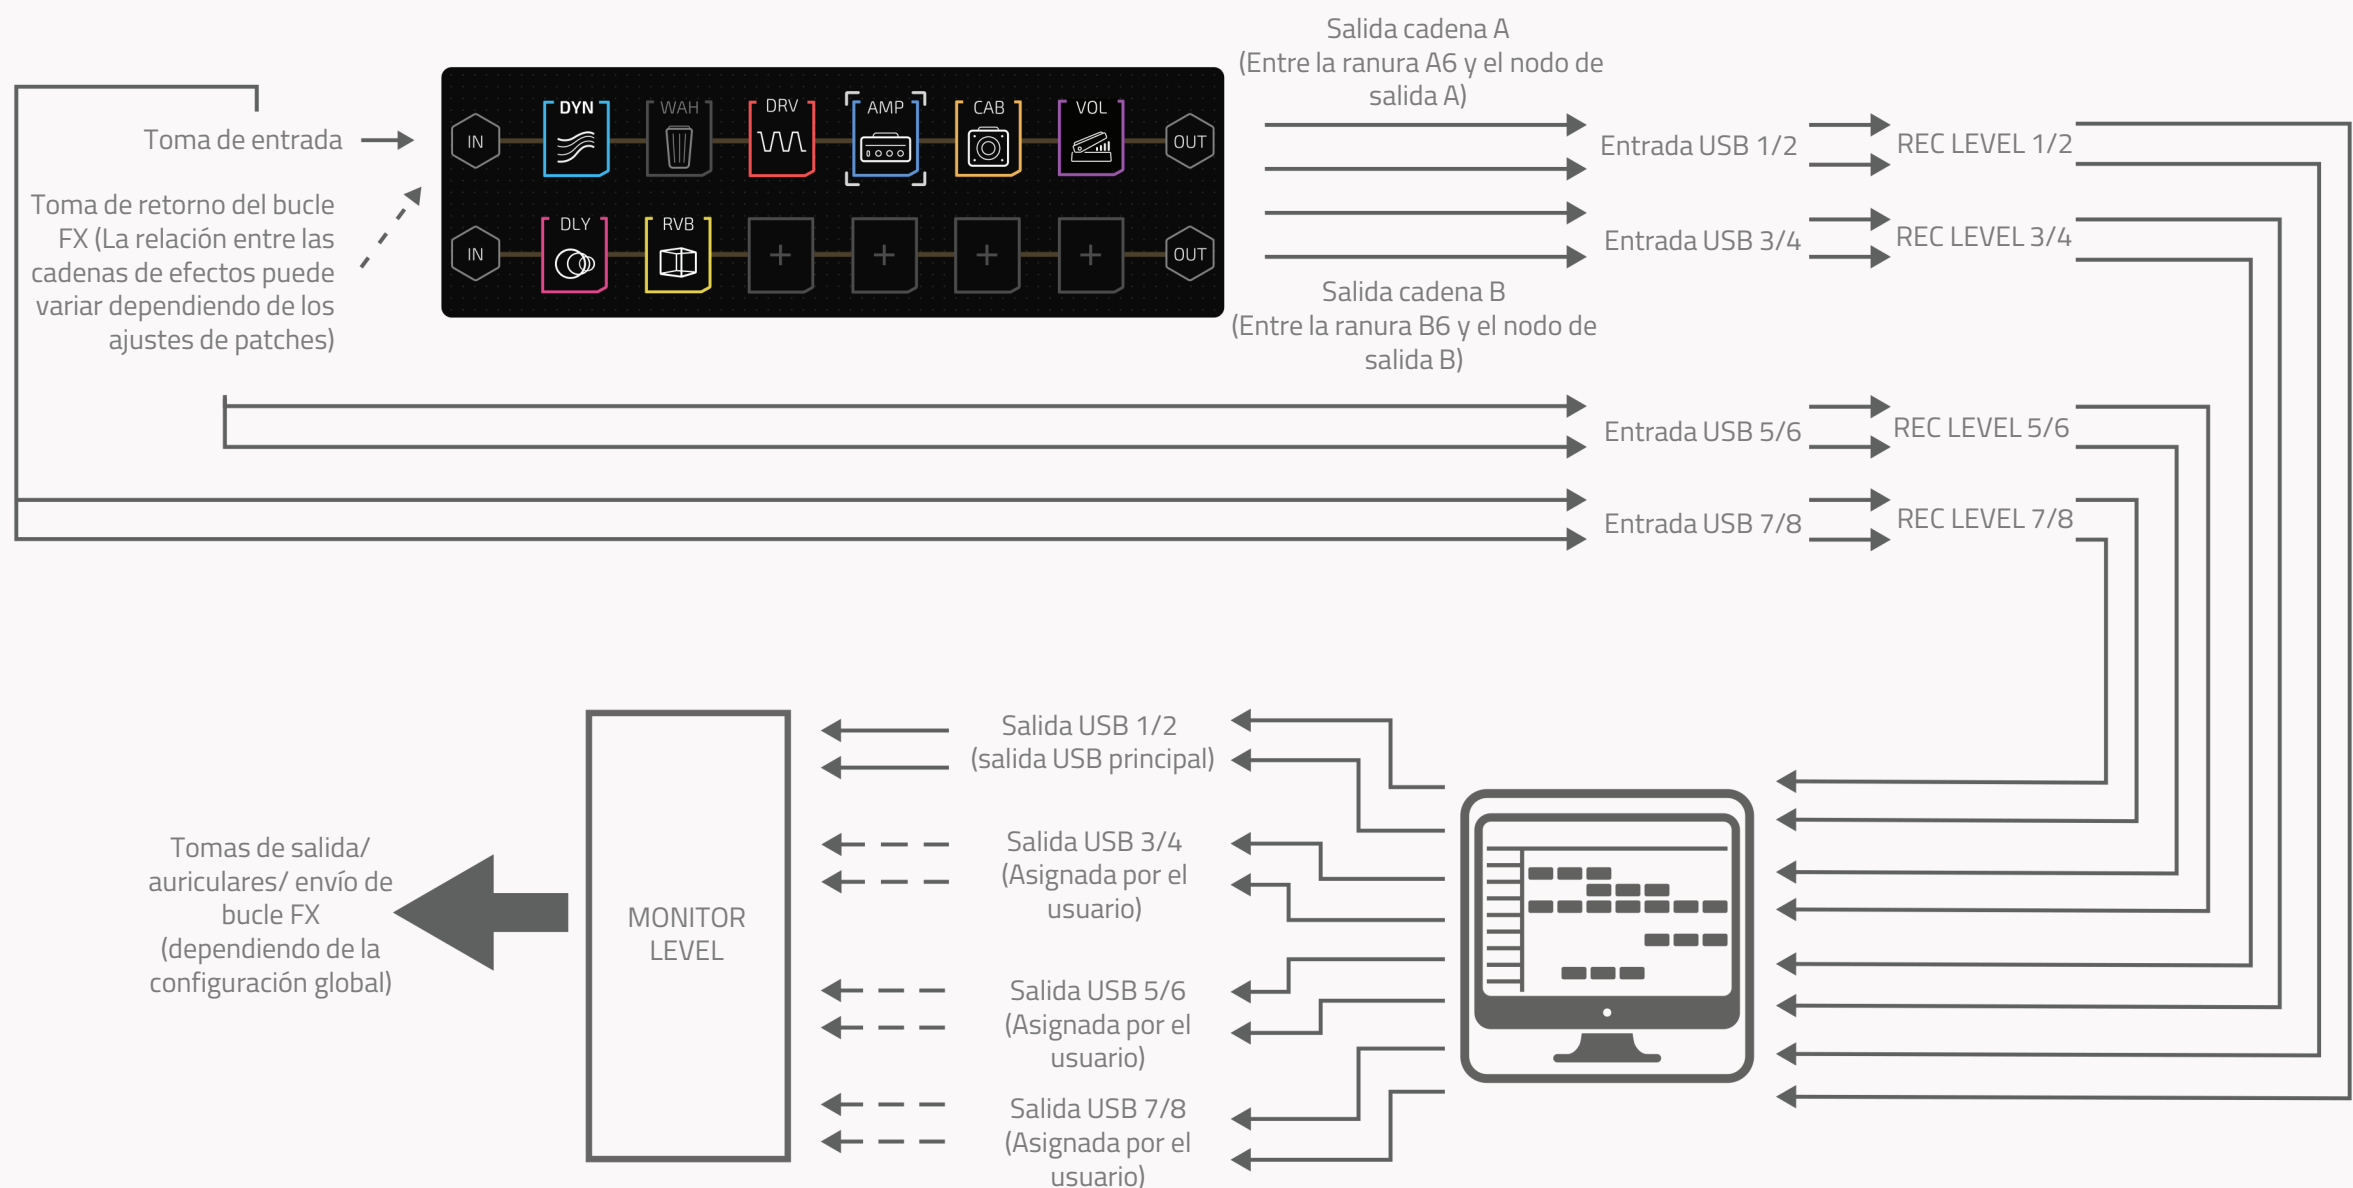 Salida cadena A
(Entre la ranura A6 y el nodo de
salida A)
Toma de entrada
Toma de retorno del bucle
FX (La relación entre las
cadenas de efectos puede
variar dependiendo de los
ajustes de patches)
IN
DYN
WAH
DRV
AMP
CAB
VOL
OUT
IN
DLY
RVB
+
+
+
+
OUT
Entrada USB 1/2
REC LEVEL 1/2
Entrada USB 3/4
REC LEVEL 3/4
Salida cadena B
(Entre la ranura B6 y el nodo de
salida B)
Entrada USB 5/6
REC LEVEL 5/6
Entrada USB 7/8
REC LEVEL 7/8
Salida USB 1/2
(salida USB principal)
Salida USB 3/4
(Asignada por el
usuario)
Salida USB 5/6
(Asignada por el
usuario)
Salida USB 7/8
(Asignada por el
usuario)
MONITOR
LEVEL
Tomas de salida/
auriculares/ envío de
bucle FX
(dependiendo de la
configuración global)